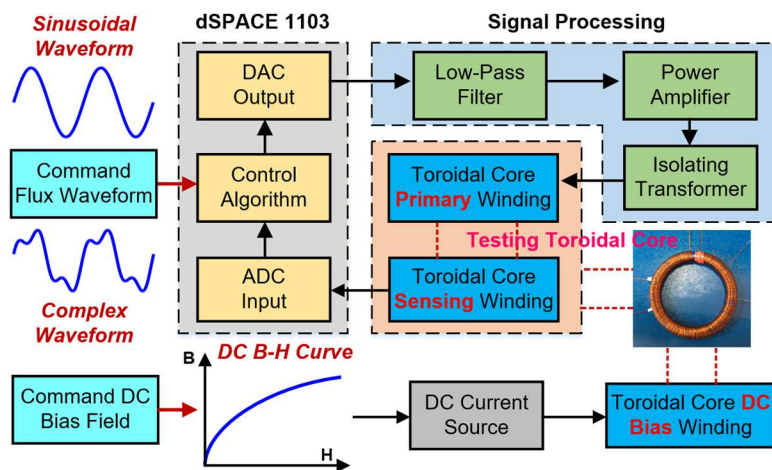 Sinusoidal
Waveform
dSPACE 1103
Signal Processing
DAC
Output
Low-Pass
Filter
Power
Amplifier
Command
Flux Waveform
Control
Algorithm
Toroidal Core
Primary Winding
Isolating
Transformer
Testing Toroidal Core
ADC
Input
Toroidal Core
Sensing Winding
Complex
Waveform
DC B-H Curve
B
H
Command DC
Bias Field
DC Current
Source
Toroidal Core DC
Bias Winding